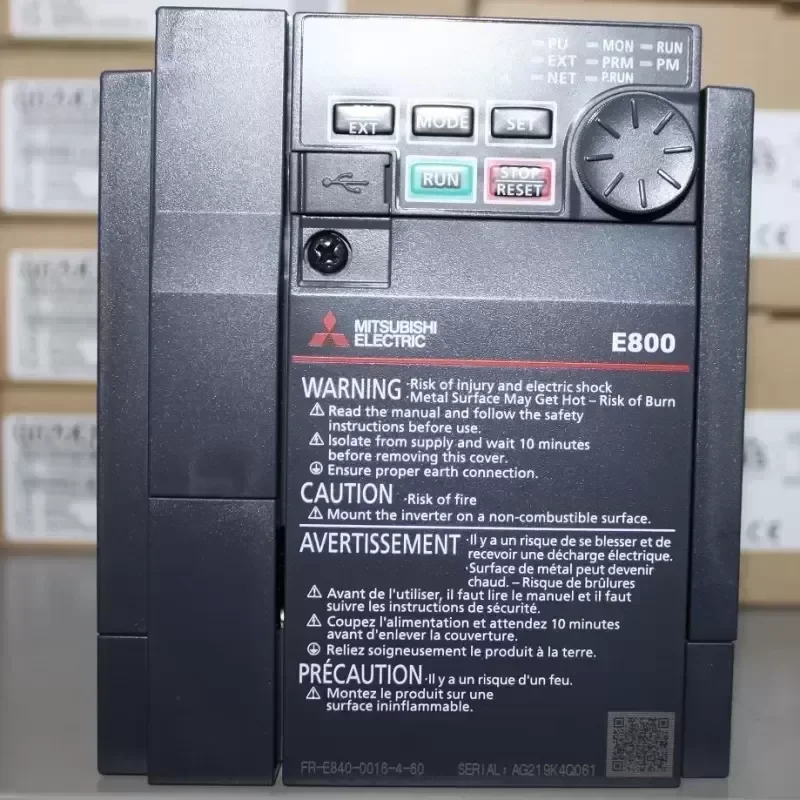 PU MON RUN
EXT PRM PM
NET P.RUN
EXT MODE SET
RUN STOP
RESET
MITSUBISHI
ELECTRIC
E800
WARNING ·Risk of injury and electric shock
·Metal Surface May Get Hot – Risk of Burn
Read the manual and follow the safety
instructions before use.
Isolate from supply and wait 10 minutes
before removing this cover.
Ensure proper earth connection.
CAUTION ·Risk of fire
Mount the inverter on a non-combustible surface.
AVERTISSEMENT ·Il y a un risque de se blesser et de
recevoir une décharge électrique.
·Surface de métal peut devenir
chaud. – Risque de brûlures
Avant de l'utiliser, il faut lire le manuel et il faut
suivre les instructions de sécurité.
Coupez l'alimentation et attendez 10 minutes
avant d'enlever la couverture.
Reliez soigneusement le produit à la terre.
PRÉCAUTION ·Il y a un risque d'un feu.
Montez le produit sur une
surface ininflammable.
FR-E840-0016-4-60 SERIAL: AG219K4Q061